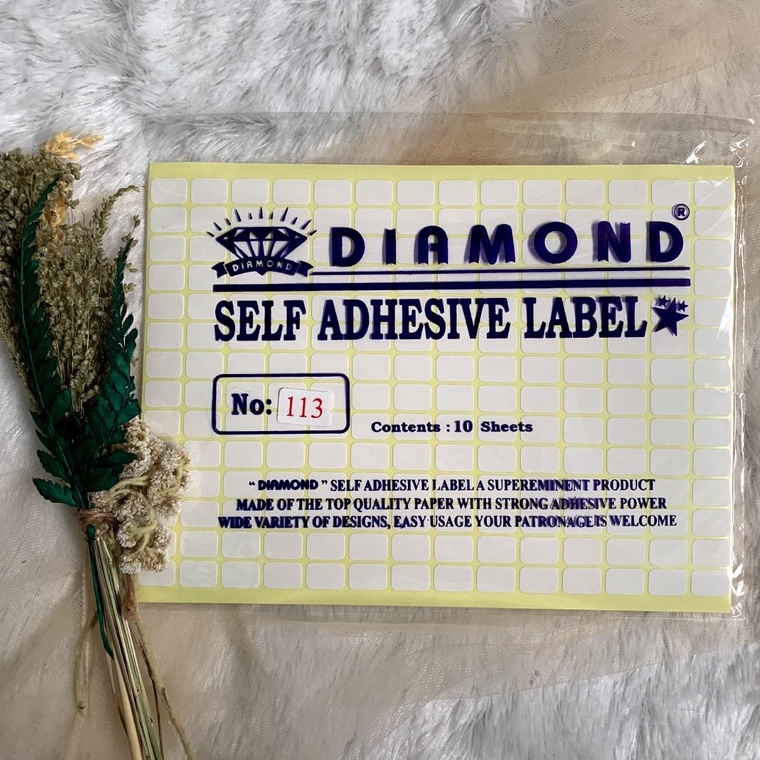 DIAMOND
DIAMOND®
SELF ADHESIVE LABEL
No: 113
Contents : 10 Sheets
“ DIAMOND ” SELF ADHESIVE LABEL A SUPEREMINENT PRODUCT
MADE OF THE TOP QUALITY PAPER WITH STRONG ADHESIVE POWER
WIDE VARIETY OF DESIGNS, EASY USAGE YOUR PATRONAGE IS WELCOME